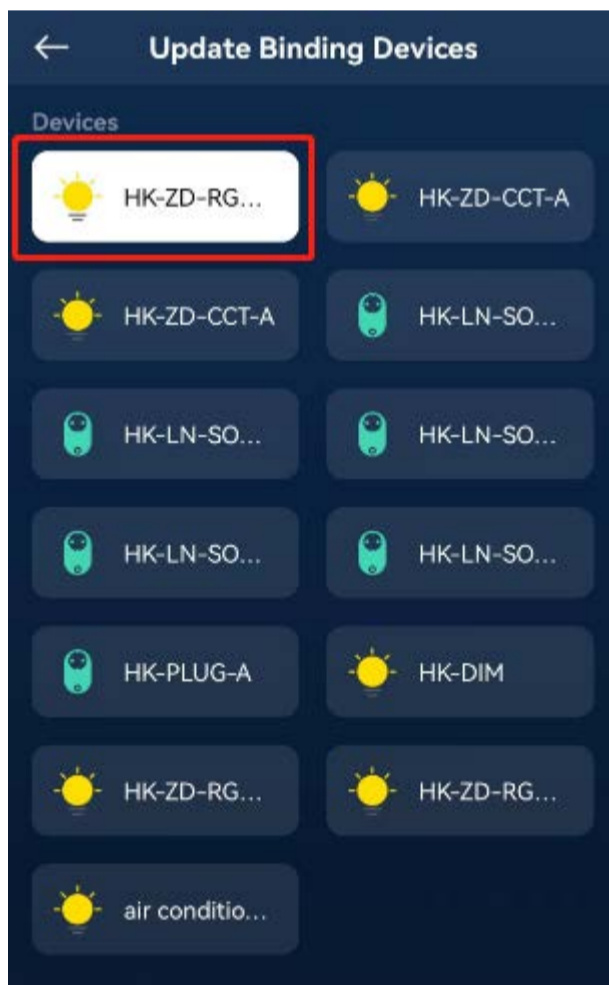 Update Binding Devices
Devices
HK-ZD-RG...
HK-ZD-CCT-A
HK-ZD-CCT-A
HK-LN-SO...
HK-LN-SO...
HK-LN-SO...
HK-LN-SO...
HK-LN-SO...
HK-PLUG-A
HK-DIM
HK-ZD-RG...
HK-ZD-RG...
air conditio...